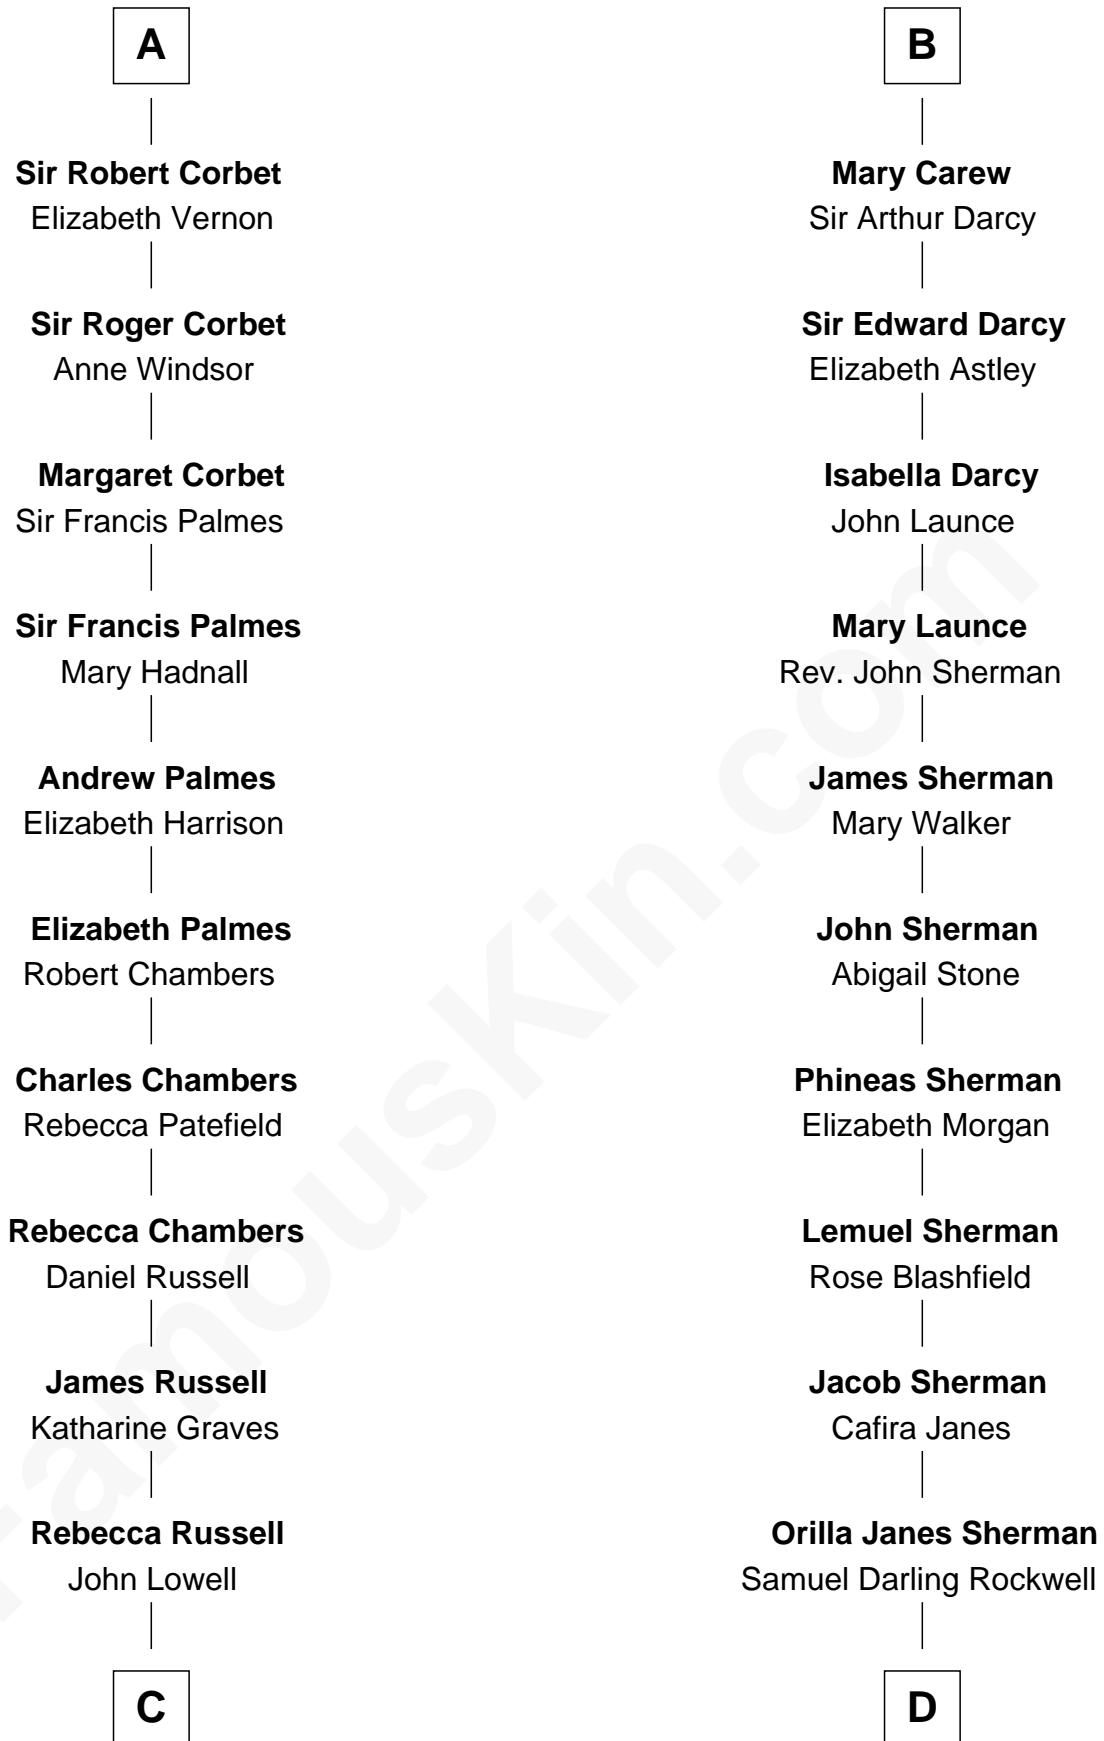 A
Sir Robert Corbet
Elizabeth Vernon
Sir Roger Corbet
Anne Windsor
Margaret Corbet
Sir Francis Palmes
Sir Francis Palmes
Mary Hadnall
Andrew Palmes
Elizabeth Harrison
Elizabeth Palmes
Robert Chambers
Charles Chambers
Rebecca Patefield
Rebecca Chambers
Daniel Russell
James Russell
Katharine Graves
Rebecca Russell
John Lowell
C
B
Mary Carew
Sir Arthur Darcy
Sir Edward Darcy
Elizabeth Astley
Isabella Darcy
John Launce
Mary Launce
Rev. John Sherman
James Sherman
Mary Walker
John Sherman
Abigail Stone
Phineas Sherman
Elizabeth Morgan
Lemuel Sherman
Rose Blashfield
Jacob Sherman
Cafira Janes
Orilla Janes Sherman
Samuel Darling Rockwell
D
FamousKin.com